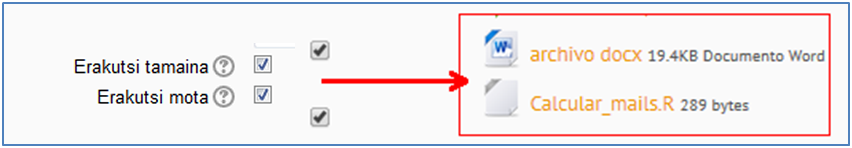 Erakutsi tamaina
Erakutsi mota
archivo docx 19.4KB Documento Word
Calcular_mails.R 289 bytes